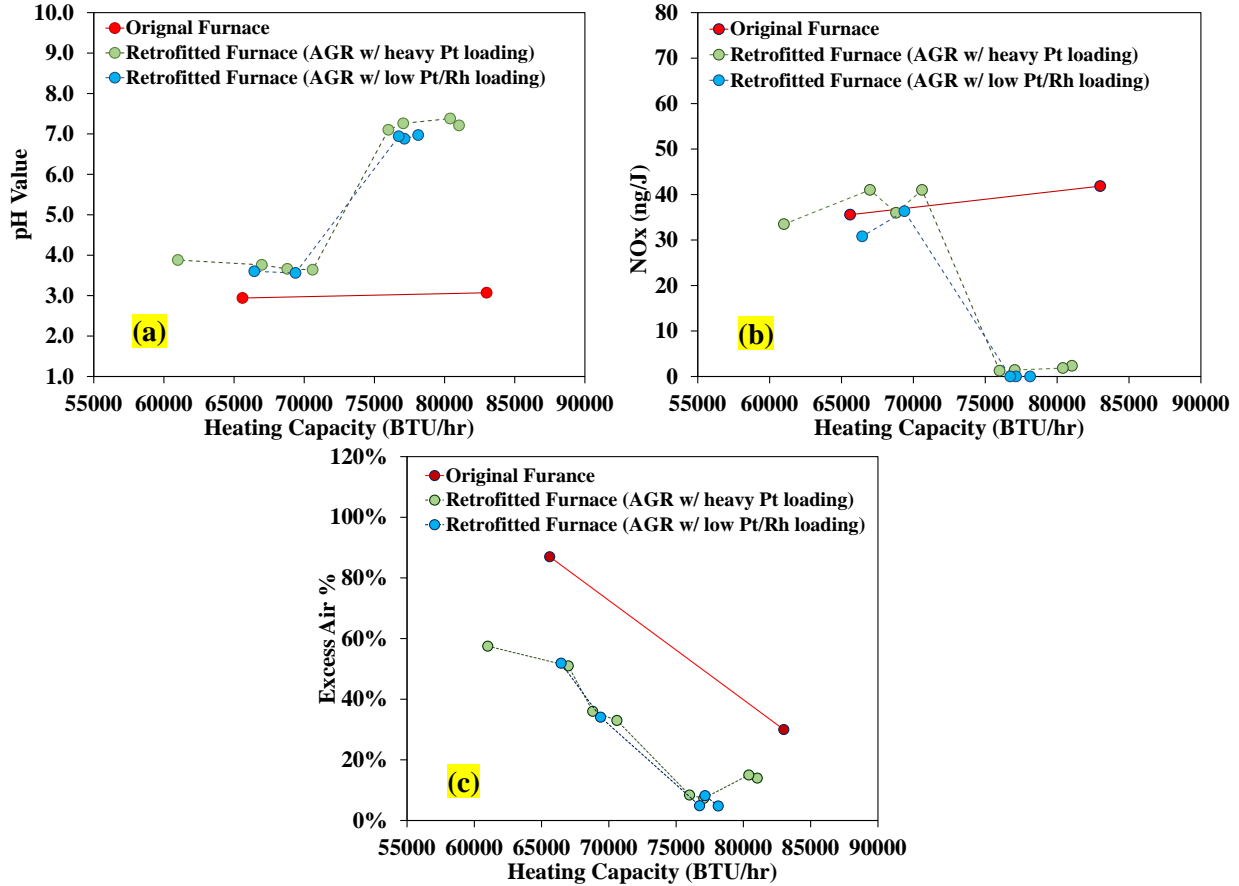 10.0
9.0
8.0
7.0
6.0
5.0
4.0
3.0
2.0
1.0
pH Value
Orignal Furnace
Retrofitted Furnace (AGR w/ heavy Pt loading)
Retrofitted Furnace (AGR w/ low Pt/Rh loading)
(a)
55000 60000 65000 70000 75000 80000 85000 90000
Heating Capacity (BTU/hr)
80
70
60
50
40
30
20
10
0
NOx (ng/J)
Original Furnace
Retrofitted Furnace (AGR w/ heavy Pt loading)
Retrofitted Furnace (AGR w/ low Pt/Rh loading)
(b)
55000 60000 65000 70000 75000 80000 85000 90000
Heating Capacity (BTU/hr)
120%
100%
80%
60%
40%
20%
0%
Excess Air %
Original Furance
Retrofitted Furnace (AGR w/ heavy Pt loading)
Retrofitted Furnace (AGR w/ low Pt/Rh loading)
(c)
55000 60000 65000 70000 75000 80000 85000 90000
Heating Capacity (BTU/hr)